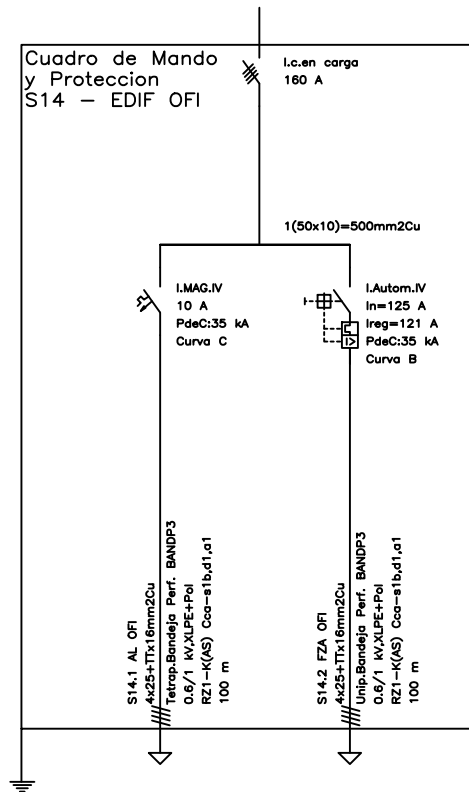 Cuadro de Mando
y Proteccion
S14 - EDIF OFI
I.c.en carga
160 A
1(50x10)=500mm2Cu
I.MAG.IV
10 A
PdeC:35 kA
Curva C
I.Autom.IV
In=125 A
Ireg=121 A
PdeC:35 kA
Curva B
I>
S14.1 AL OFI
4x25+TTx16mm2Cu
Tetrap.Bandeja Perf. BANDP3
0.6/1 kV,XLPE+Pol
RZ1-K(AS) Cca-s1b,d1,a1
100 m
S14.2 FZA OFI
4x25+TTx16mm2Cu
Unip.Bandeja Perf. BANDP3
0.6/1 kV,XLPE+Pol
RZ1-K(AS) Cca-s1b,d1,a1
100 m